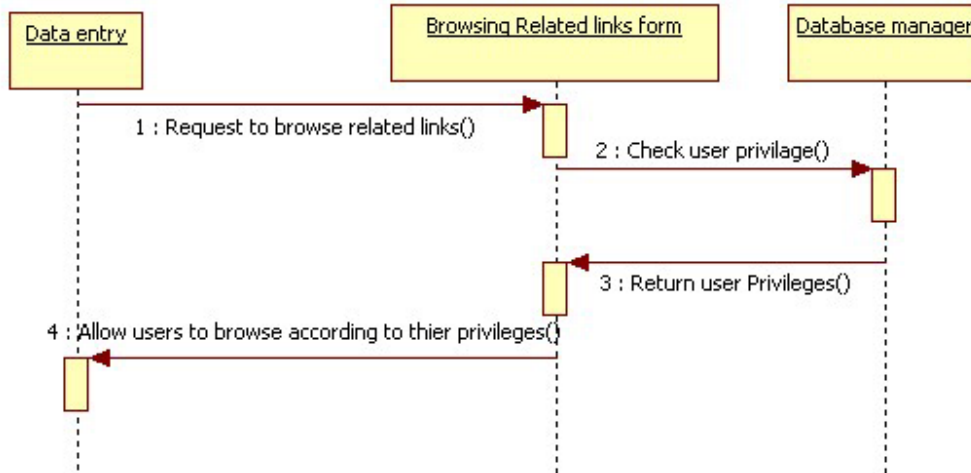 Data entry
Browsing Related links form
Database manager
1 : Request to browse related links()
2 : Check user privilage()
3 : Return user Privileges()
4 : Allow users to browse according to thier privileges()